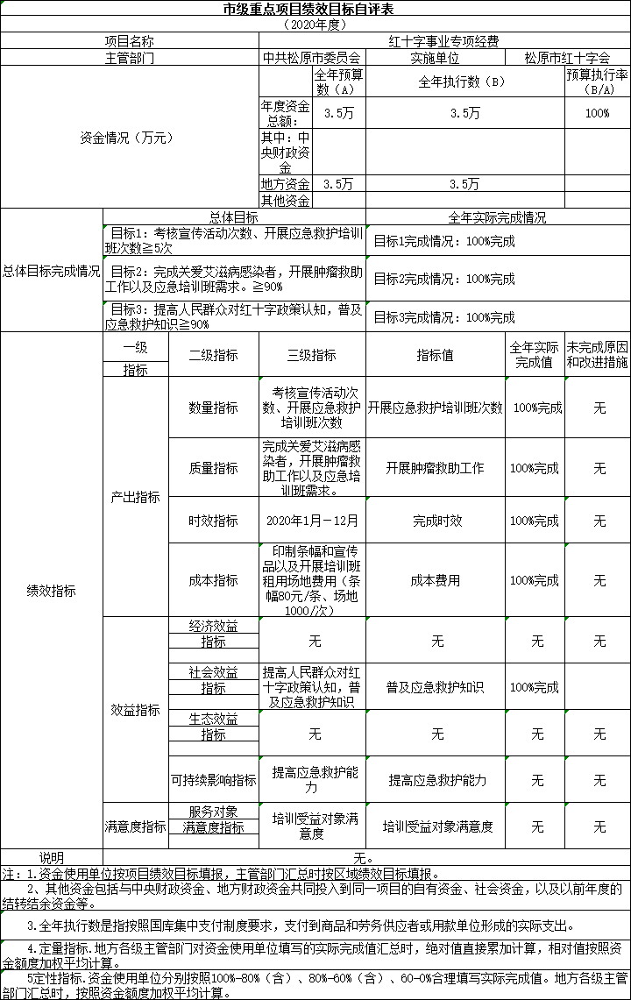 市级重点项目绩效目标自评表
（2020年度）
项目名称 红十字事业专项经费
主管部门 中共松原市委员会 实施单位 松原市红十字会
资金情况（万元）
全年预算
数（A）
全年执行数（B）
预算执行率
（B/A）
年度资金
总额：
3.5万 3.5万 100%
其中：中
央财政资
金
地方资金 3.5万 3.5万
其他资金
总体目标完成情况
总体目标 全年实际完成情况
目标1：考核宣传活动次数、开展应急救护培训
班次数≧5次
目标1完成情况：100%完成
目标2：完成关爱艾滋病感染者，开展肿瘤救助
工作以及应急培训班需求。≧90%
目标2完成情况：100%完成
目标3：提高人民群众对红十字政策认知，普及
应急救护知识≧90%
目标3完成情况：100%完成
绩效指标
一级
指标
二级指标 三级指标 指标值
全年实际
完成值
未完成原因
和改进措施
产出指标
数量指标
考核宣传活动次
数、开展应急救护
培训班次数
开展应急救护培训班次数 100%完成 无
质量指标
完成关爱艾滋病感
染者，开展肿瘤救
助工作以及应急培
训班需求。
开展肿瘤救助工作 100%完成 无
时效指标 2020年1月－12月 完成时效 100%完成 无
成本指标
印制条幅和宣传
品以及开展培训班
租用场地费用（条
幅80元/条、场地
1000/次）
成本费用 100%完成 无
效益指标
经济效益
指标
无 无 无 无
社会效益
指标
提高人民群众对红
十字政策认知，普
及应急救护知识
普及应急救护知识 100%完成
生态效益
指标
无 无 无 无
可持续影响指标
提高应急救护能
力
提高应急救护能力 无 无
满意度指标
服务对象
满意度指标
培训受益对象满
意度
培训受益对象满意度 无 无
说明 无。
注：1.资金使用单位按项目绩效目标填报，主管部门汇总时按区域绩效目标填报。
2、其他资金包括与中央财政资金、地方财政资金共同投入到同一项目的自有资金、社会资金，以及以前年度的
结转结余资金等。
3.全年执行数是指按照国库集中支付制度要求，支付到商品和劳务供应者或用款单位形成的实际支出。
4.定量指标.地方各级主管部门对资金使用单位填写的实际完成值汇总时，绝对值直接累加计算，相对值按照资
金额度加权平均计算。
5定性指标.资金使用单位分别按照100%-80%（含）、80%-60%（含）、60-0%合理填写实际完成值。地方各级主管
部门汇总时，按照资金额度加权平均计算。